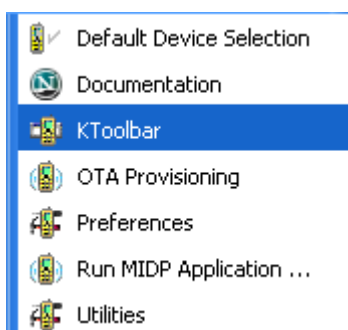 Default Device Selection
Documentation
KToolbar
OTA Provisioning
Preferences
Run MIDP Application ...
Utilities